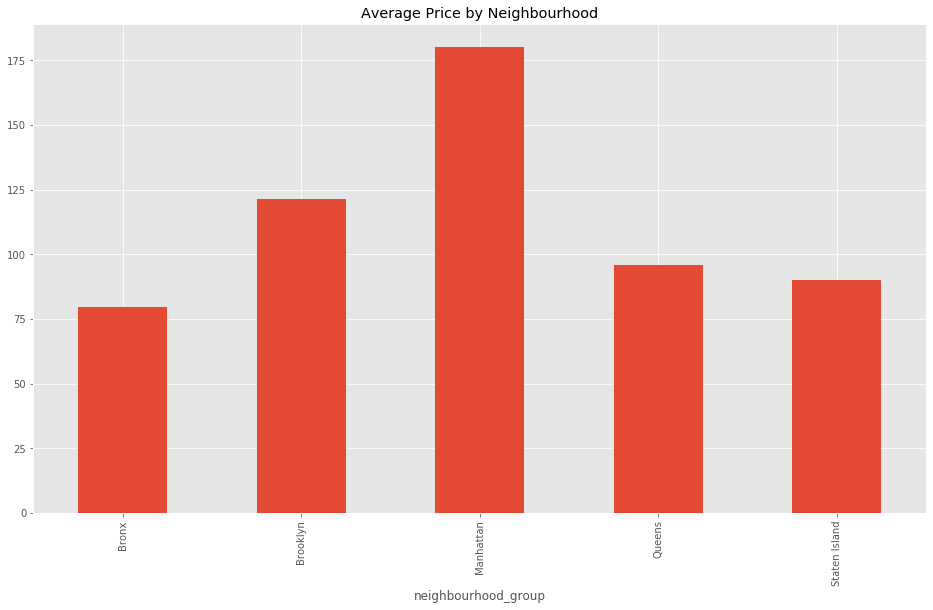 Average Price by Neighbourhood
175
150
125
100
75
50
25
0
Bronx
Brooklyn
Manhattan
Queens
Staten Island
neighbourhood_group